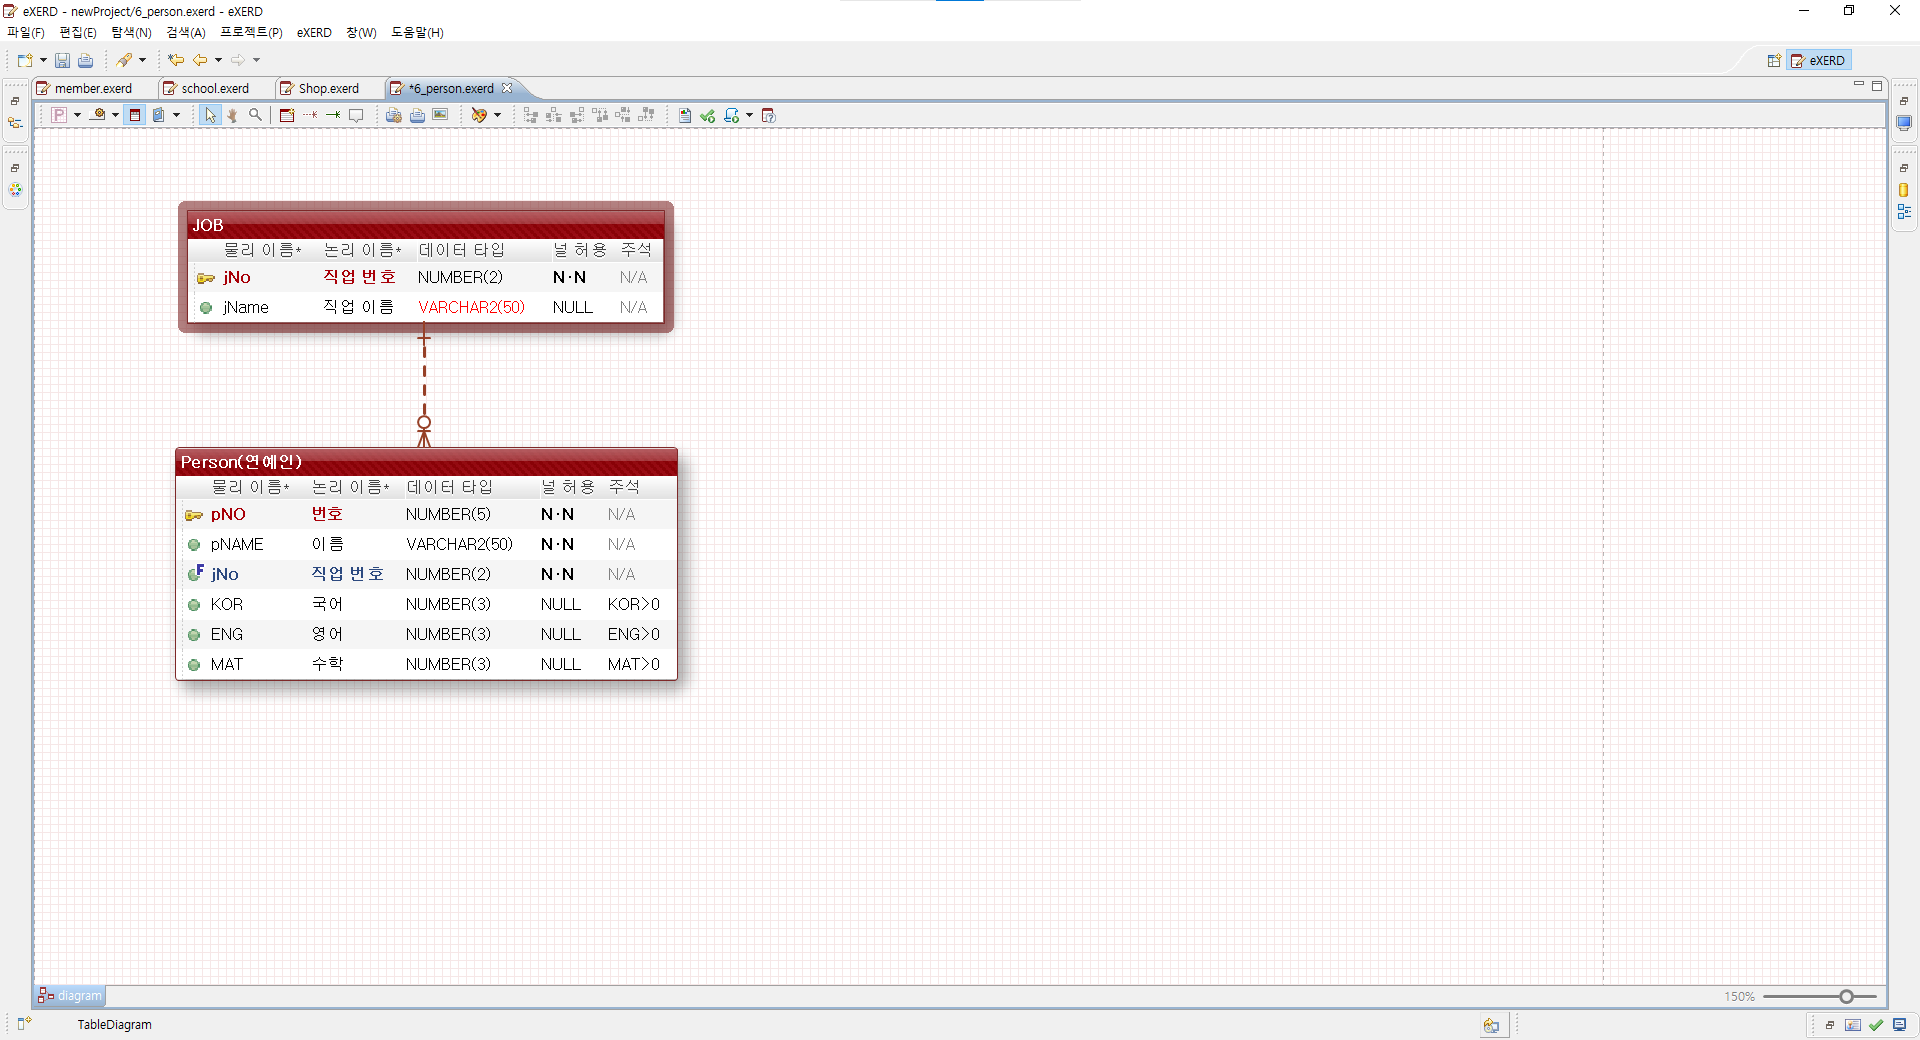 eXERD - newProject/6_person.exerd - eXERD
파일(F) 편집(E) 탐색(N) 검색(A) 프로젝트(P) eXERD 창(W) 도움말(H)
eXERD
member.exerd school.exerd Shop.exerd *6_person.exerd
P
JOB
물리 이름* 논리 이름* 데이터 타입 널 허용 주석
jNo 직업 번호 NUMBER(2) N·N N/A
jName 직업 이름 VARCHAR2(50) NULL N/A
Person(연예인)
물리 이름* 논리 이름* 데이터 타입 널 허용 주석
pNO 번호 NUMBER(5) N·N N/A
pNAME 이름 VARCHAR2(50) N·N N/A
F jNo 직업 번호 NUMBER(2) N·N N/A
KOR 국어 NUMBER(3) NULL KOR>0
ENG 영어 NUMBER(3) NULL ENG>0
MAT 수학 NUMBER(3) NULL MAT>0
diagram 150%
TableDiagram